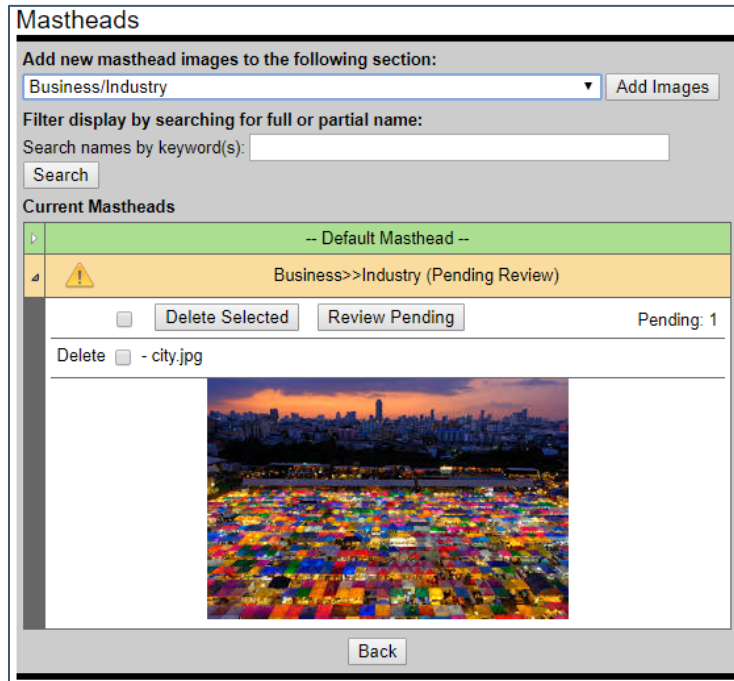 Mastheads
Add new masthead images to the following section:
Business/Industry
Add Images
Filter display by searching for full or partial name:
Search names by keyword(s):
Search
Current Mastheads
-- Default Masthead --
Business>>Industry (Pending Review)
Delete Selected Review Pending Pending: 1
Delete - city.jpg
Back